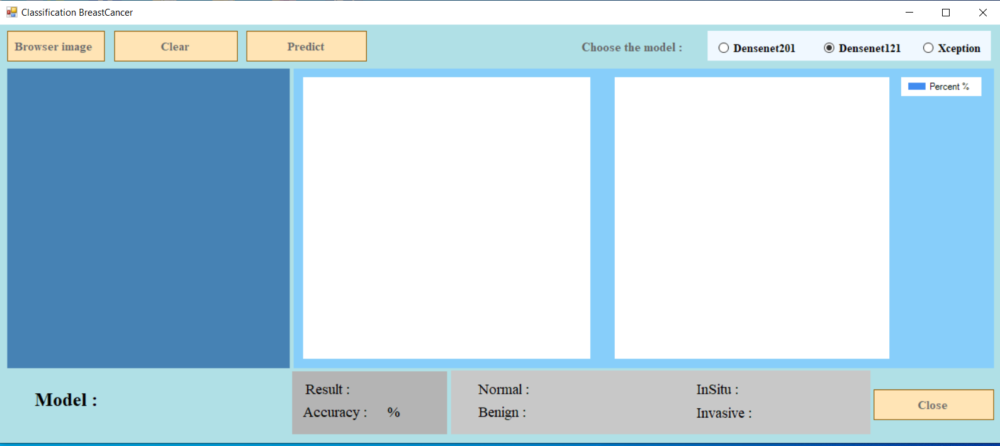 Classification BreastCancer
Browser image
Clear
Predict
Choose the model :
Densenet201
Densenet121
Xception
Percent %
Model :
Result :
Accuracy : %
Normal :
Benign :
InSitu :
Invasive :
Close